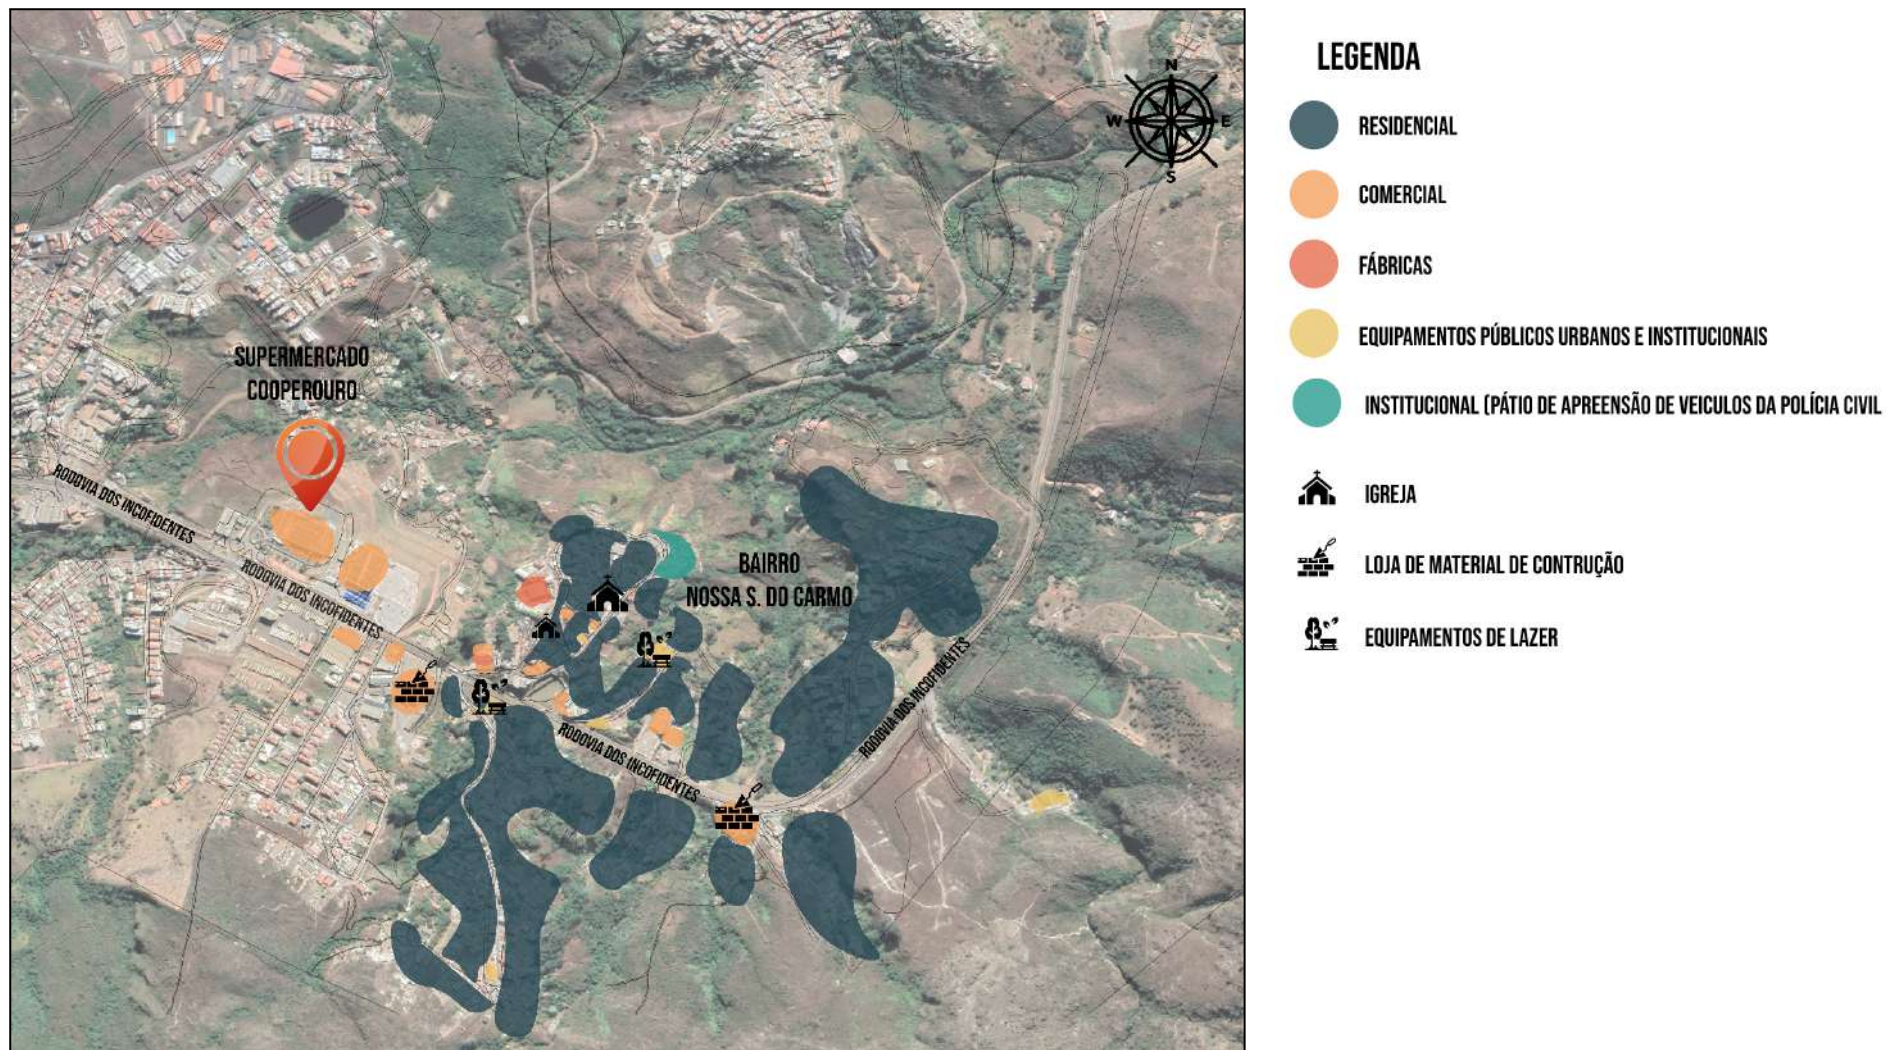 N
W
E
S
SUPERMERCADO
COOPEROURO
RODOVIA DOS INCOFIDENTES
RODOVIA DOS INCOFIDENTES
BAIRRO
NOSSA S. DO CARMO
RODOVIA DOS INCOFIDENTES
RODOVIA DOS INCOFIDENTES
LEGENDA
RESIDENCIAL
COMERCIAL
FÁBRICAS
EQUIPAMENTOS PÚBLICOS URBANOS E INSTITUCIONAIS
INSTITUCIONAL (PÁTIO DE APREENSÃO DE VEICULOS DA POLÍCIA CIVIL
IGREJA
LOJA DE MATERIAL DE CONTRUÇÃO
EQUIPAMENTOS DE LAZER